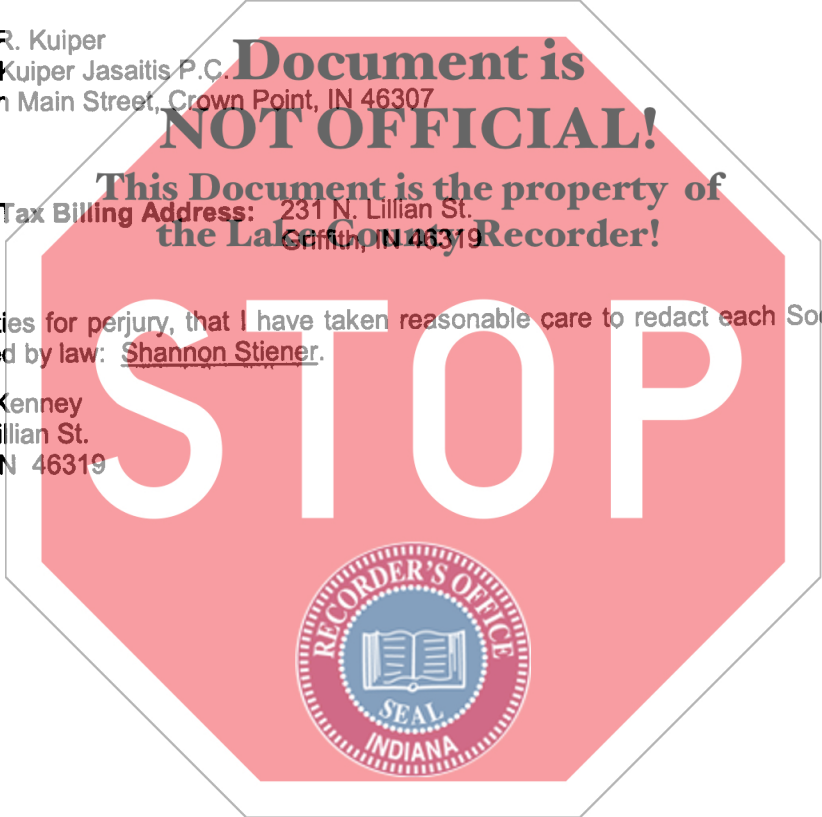 R. Kuiper
Kuiper Jasaitis P.C.
Document is
Main Street, Crown Point, IN 46307
NOT OFFICIAL!
This Document is the property of
Tax Billing Address: 231 N. Lillian St.
the Lake County Recorder!
Griffith, IN 46319
ies for perjury, that I have taken reasonable care to redact each Soc
d by law: Shannon Stiener.
STOP
Kenney
illian St.
N 46319
RECORDER'S OFFICE
SEAL
INDIANA